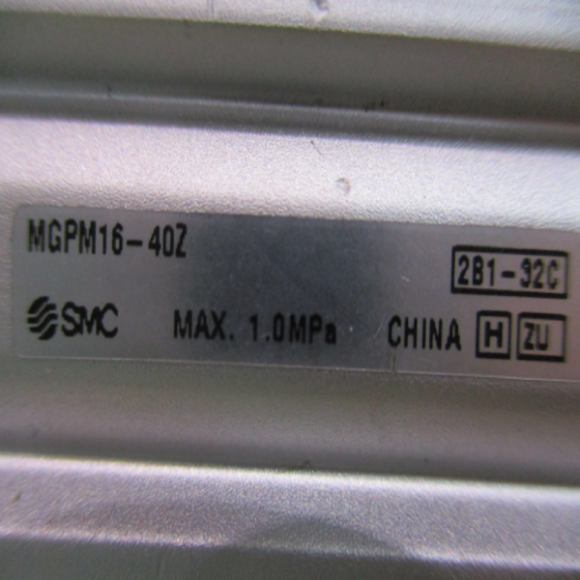 MGPM16-40Z
2B1-32C
SMC MAX. 1.0MPa CHINA H ZU